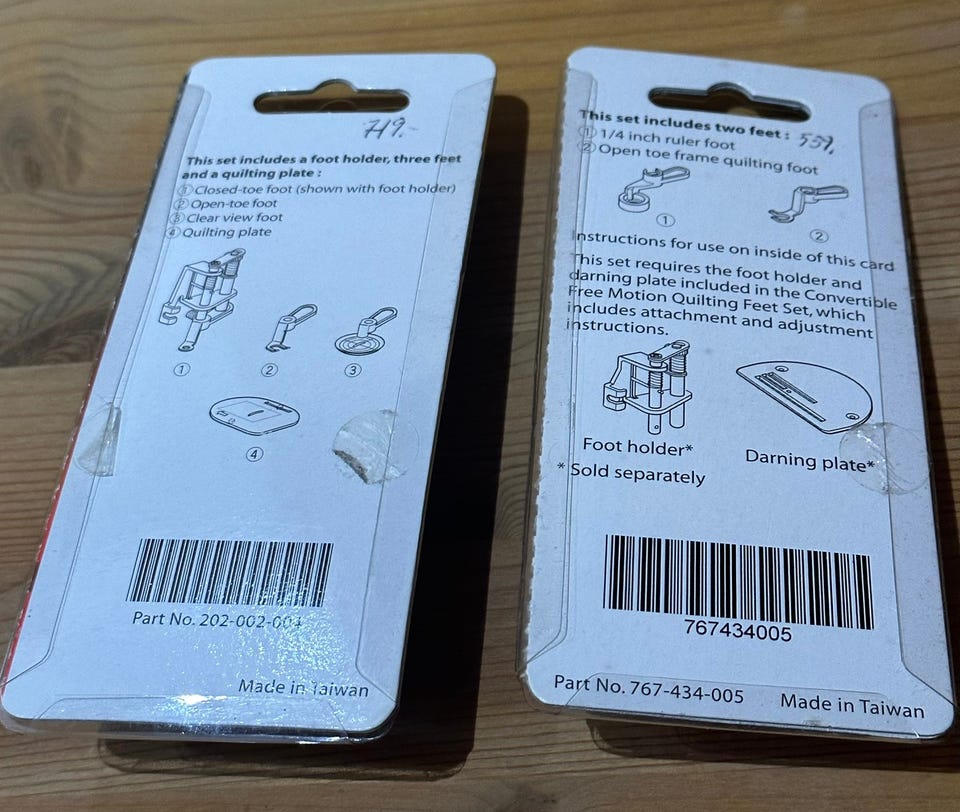 719.-
This set includes a foot holder, three feet
and a quilting plate :
① Closed-toe foot (shown with foot holder)
② Open-toe foot
③ Clear view foot
④ Quilting plate
① ② ③
④
Part No. 202-002-004
Made in Taiwan
This set includes two feet : 559,
① 1/4 inch ruler foot
② Open toe frame quilting foot
① ②
Instructions for use on inside of this card
This set requires the foot holder and
darning plate included in the Convertible
Free Motion Quilting Feet Set, which
includes attachment and adjustment
instructions.
Foot holder* Darning plate*
* Sold separately
767434005
Part No. 767-434-005 Made in Taiwan